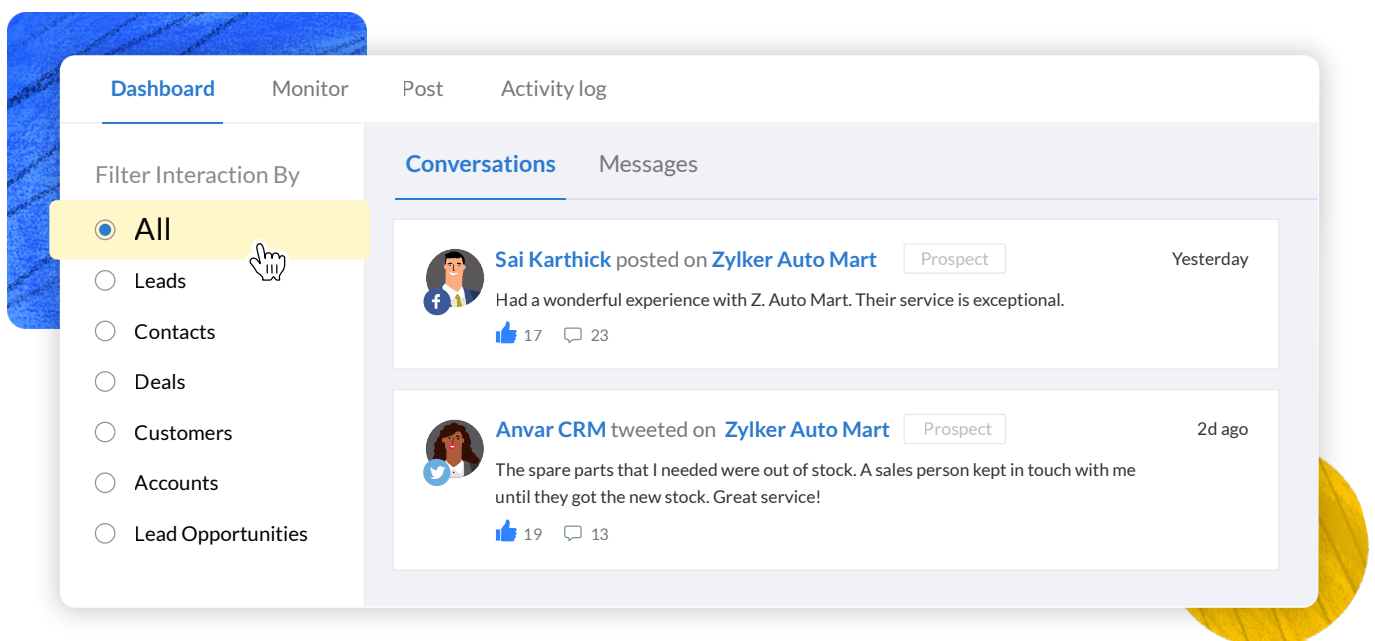 Dashboard Monitor Post Activity log
Filter Interaction By
All
Leads
Contacts
Deals
Customers
Accounts
Lead Opportunities
Conversations Messages
Sai Karthick posted on Zylker Auto Mart Prospect Yesterday
Had a wonderful experience with Z. Auto Mart. Their service is exceptional.
17 23
Anvar CRM tweeted on Zylker Auto Mart Prospect 2d ago
The spare parts that I needed were out of stock. A sales person kept in touch with me
until they got the new stock. Great service!
19 13